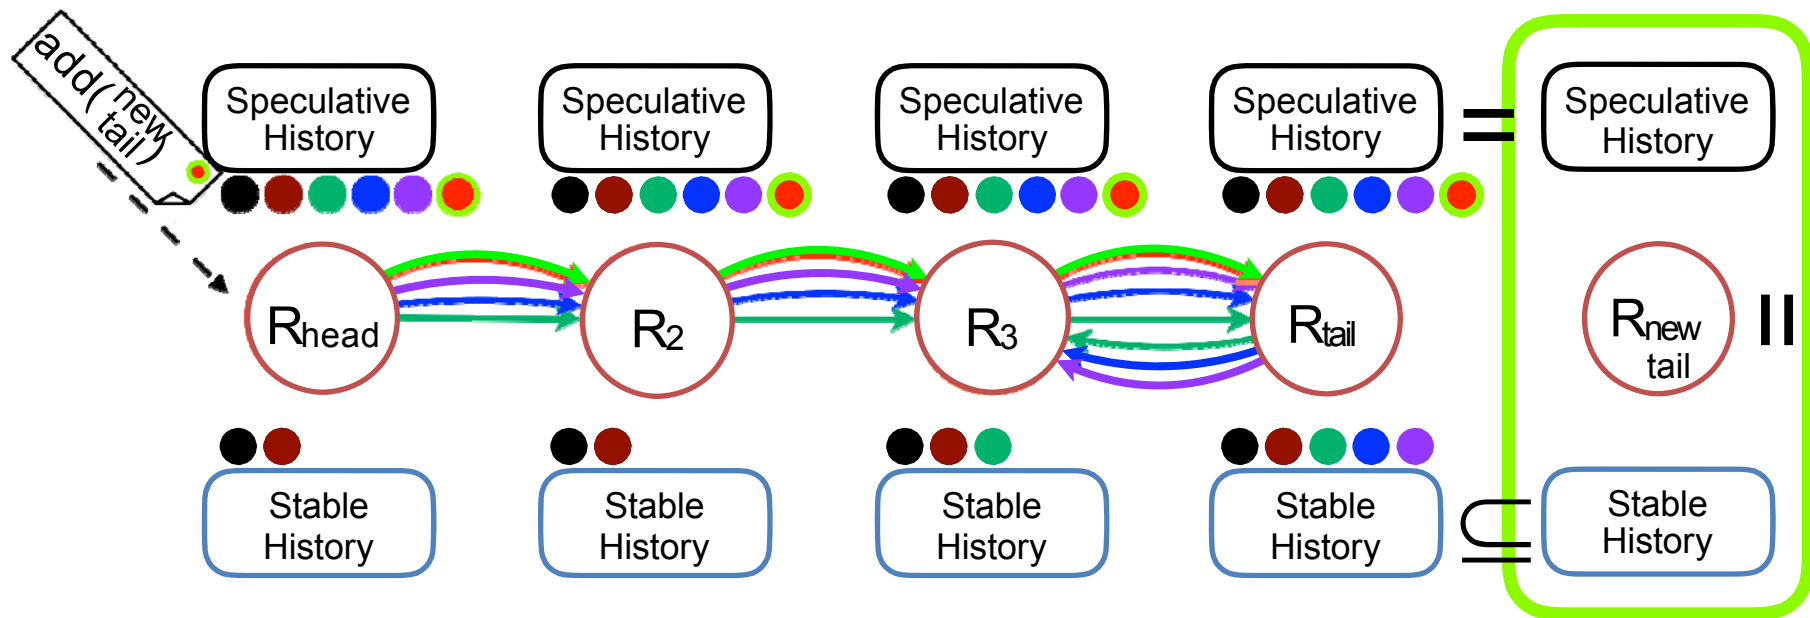 add(new
tail)
Speculative
History
Speculative
History
Speculative
History
Speculative
History
=
Speculative
History
Rhead
R2
R3
Rtail
Rnew
tail
Stable
History
Stable
History
Stable
History
Stable
History
⊆
Stable
History